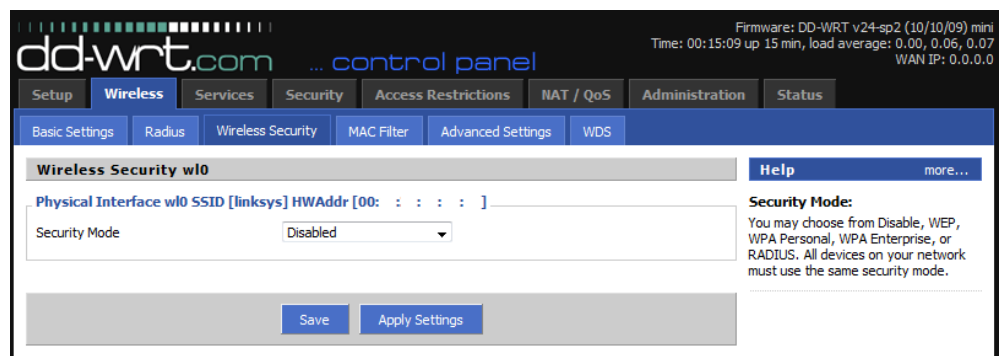 Firmware: DD-WRT v24-sp2 (10/10/09) mini
Time: 00:15:09 up 15 min, load average: 0.00, 0.06, 0.07
WAN IP: 0.0.0.0
dd-wrt.com ... control panel
Setup Wireless Services Security Access Restrictions NAT / QoS Administration Status
Basic Settings Radius Wireless Security MAC Filter Advanced Settings WDS
Wireless Security wl0
Physical Interface wl0 SSID [linksys] HWAddr [00: : : : : ]
Security Mode Disabled
Save Apply Settings
Help more...
Security Mode:
You may choose from Disable, WEP,
WPA Personal, WPA Enterprise, or
RADIUS. All devices on your network
must use the same security mode.